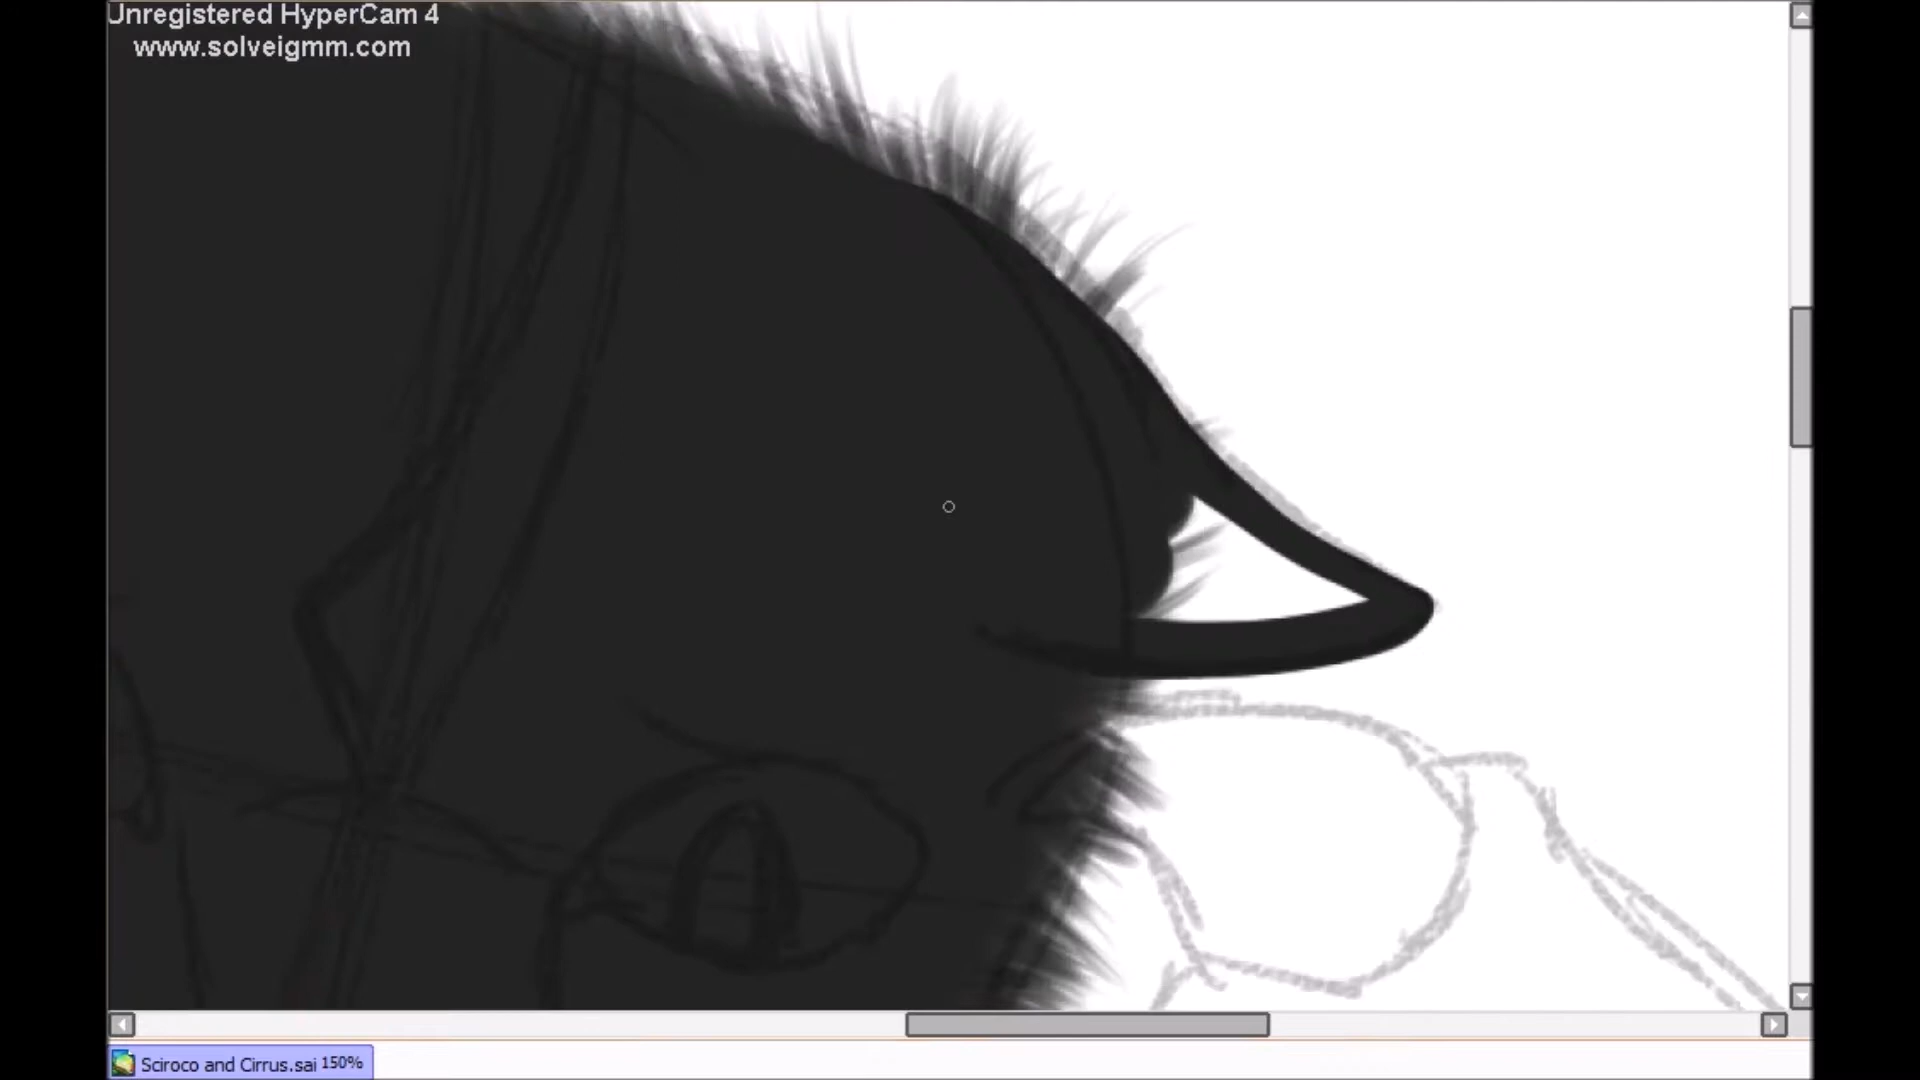 Unregistered HyperCam 4
www.solveigmm.com
Sciroco and Cirrus.sai 150%